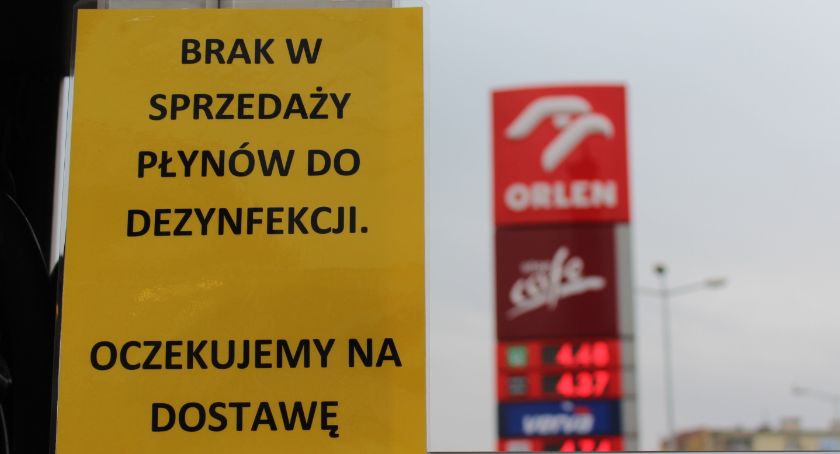 BRAK W
SPRZEDAŻY
PŁYNÓW DO
DEZYNFEKCJI.
OCZEKUJEMY NA
DOSTAWĘ
ORLEN
cafe
4.48
4.37
verva